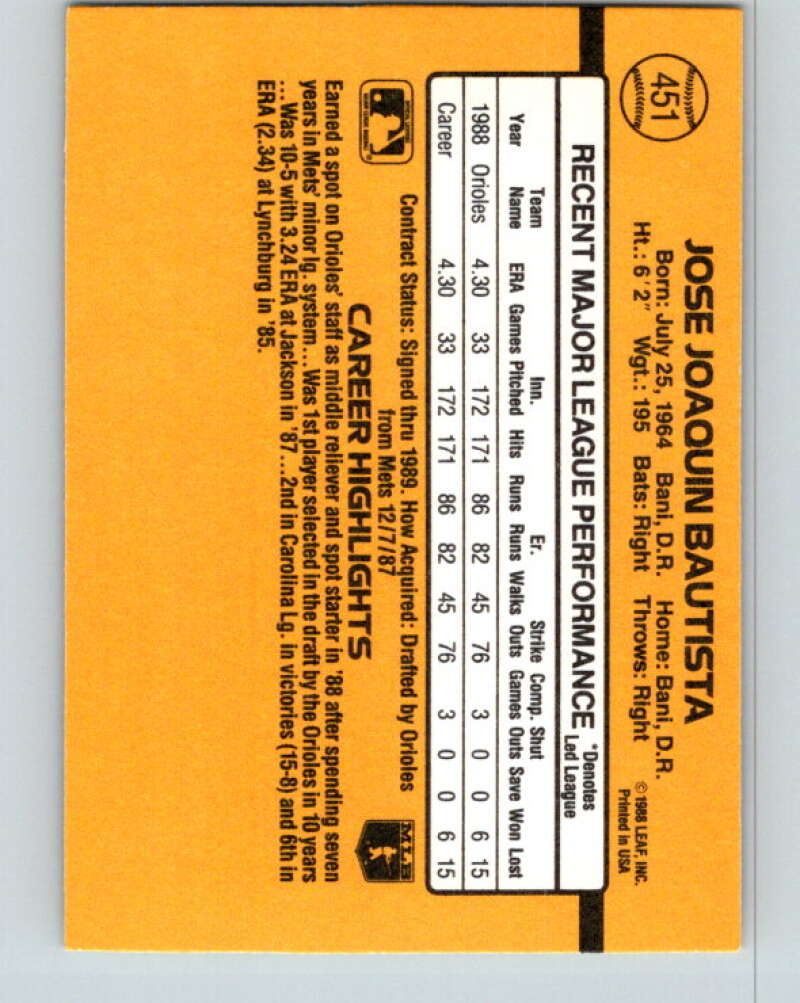 451
JOSE JOAQUIN BAUTISTA
Born: July 25, 1964 Bani, D.R. Home: Bani, D.R.
Ht.: 6'2" Wgt.: 195 Bats: Right Throws: Right
© 1988 LEAF, INC.
Printed in USA
RECENT MAJOR LEAGUE PERFORMANCE
*Denotes
Led League
Team Inn. Er. Strike Comp. Shut
Year Name ERA Games Pitched Hits Runs Runs Walks Outs Games Outs Save Won Lost
1988 Orioles 4.30 33 172 171 86 82 45 76 3 0 0 6 15
Career 4.30 33 172 171 86 82 45 76 3 0 0 6 15
Contract Status: Signed thru 1989. How Acquired: Drafted by Orioles
from Mets 12/7/87
MLB
CAREER HIGHLIGHTS
Earned a spot on Orioles' staff as middle reliever and spot starter in '88 after spending seven
years in Mets' minor lg. system...Was 1st player selected in the draft by the Orioles in 10 years
...Was 10-5 with 3.24 ERA at Jackson in '87...2nd in Carolina Lg. in victories (15-8) and 6th in
ERA (2.34) at Lynchburg in '85.